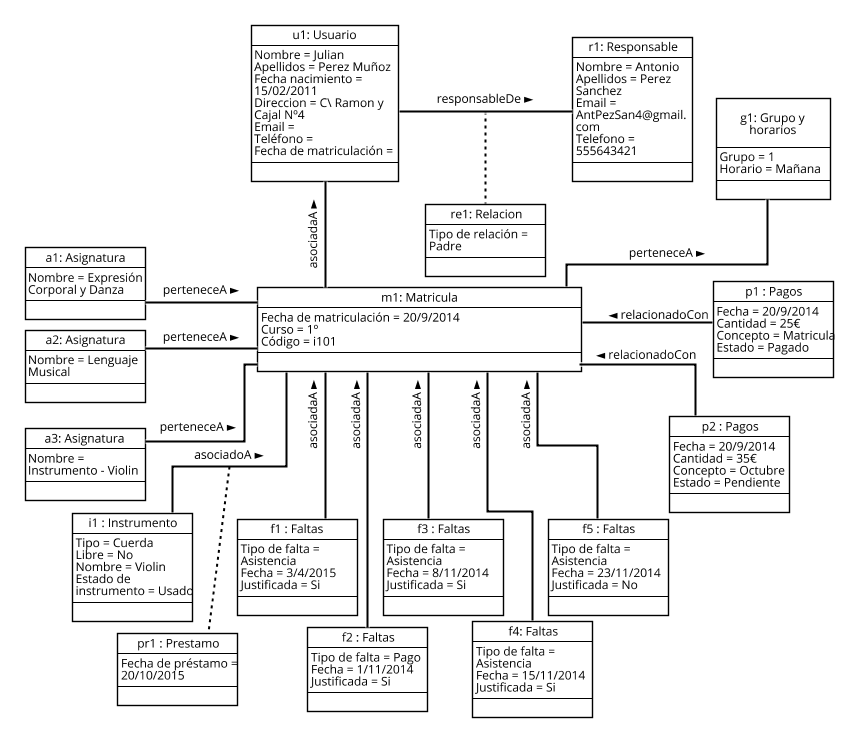 u1: Usuario
Nombre = Julian
Apellidos = Perez Muñoz
Fecha nacimiento =
15/02/2011
Direccion = C\ Ramon y
Cajal Nº4
Email =
Teléfono =
Fecha de matriculación =
responsableDe ►
r1: Responsable
Nombre = Antonio
Apellidos = Perez
Sanchez
Email =
AntPezSan4@gmail.
com
Telefono =
555643421
g1: Grupo y
horarios
Grupo = 1
Horario = Mañana
re1: Relacion
Tipo de relación =
Padre
asociadaA ►
perteneceA ►
a1: Asignatura
Nombre = Expresión
Corporal y Danza
perteneceA ►
m1: Matricula
Fecha de matriculación = 20/9/2014
Curso = 1º
Código = i101
◄ relacionadoCon
p1 : Pagos
Fecha = 20/9/2014
Cantidad = 25€
Concepto = Matricula
Estado = Pagado
a2: Asignatura
Nombre = Lenguaje
Musical
perteneceA ►
◄ relacionadoCon
p2 : Pagos
Fecha = 20/9/2014
Cantidad = 35€
Concepto = Octubre
Estado = Pendiente
a3: Asignatura
Nombre =
Instrumento - Violin
perteneceA ►
asociadoA ►
asociadaA ►
asociadaA ►
asociadaA ►
asociadaA ►
asociadaA ►
i1 : Instrumento
Tipo = Cuerda
Libre = No
Nombre = Violin
Estado de
instrumento = Usado
f1 : Faltas
Tipo de falta =
Asistencia
Fecha = 3/4/2015
Justificada = Si
f3 : Faltas
Tipo de falta =
Asistencia
Fecha = 8/11/2014
Justificada = Si
f5 : Faltas
Tipo de falta =
Asistencia
Fecha = 23/11/2014
Justificada = No
pr1 : Prestamo
Fecha de préstamo =
20/10/2015
f2 : Faltas
Tipo de falta = Pago
Fecha = 1/11/2014
Justificada = Si
f4: Faltas
Tipo de falta =
Asistencia
Fecha = 15/11/2014
Justificada = Si